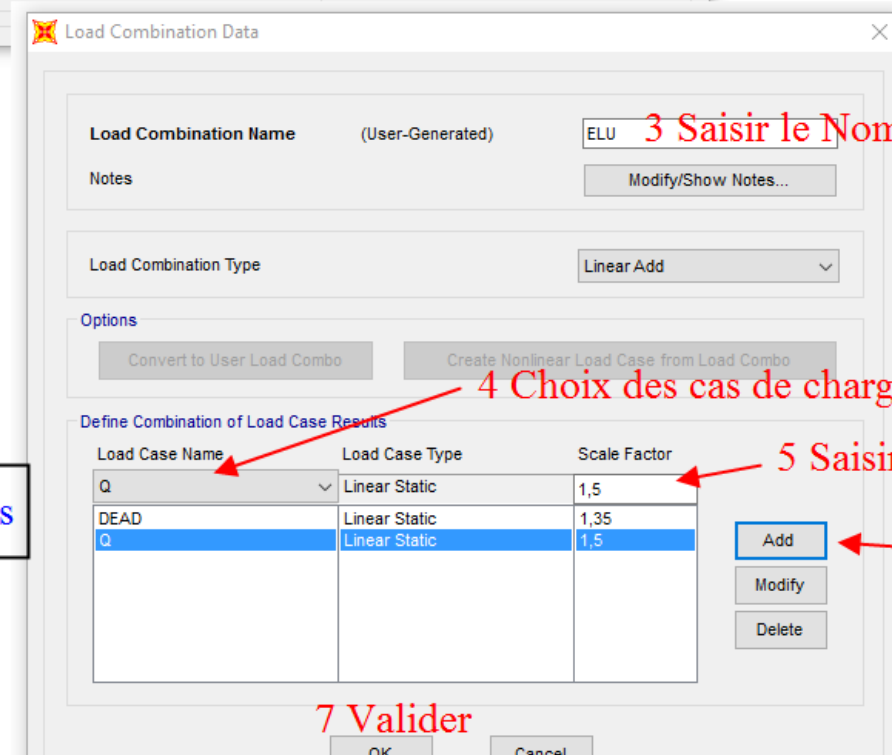 Load Combination Data
Load Combination Name (User-Generated) ELU 3 Saisir le Nom
Notes Modify/Show Notes...
Load Combination Type Linear Add
Options
Convert to User Load Combo Create Nonlinear Load Case from Load Combo
4 Choix des cas de charg
Define Combination of Load Case Results
Load Case Name Load Case Type Scale Factor
5 Saisir
Q Linear Static 1,5
s
DEAD Linear Static 1,35
Q Linear Static 1,5
Add
Modify
Delete
7 Valider
OK Cancel